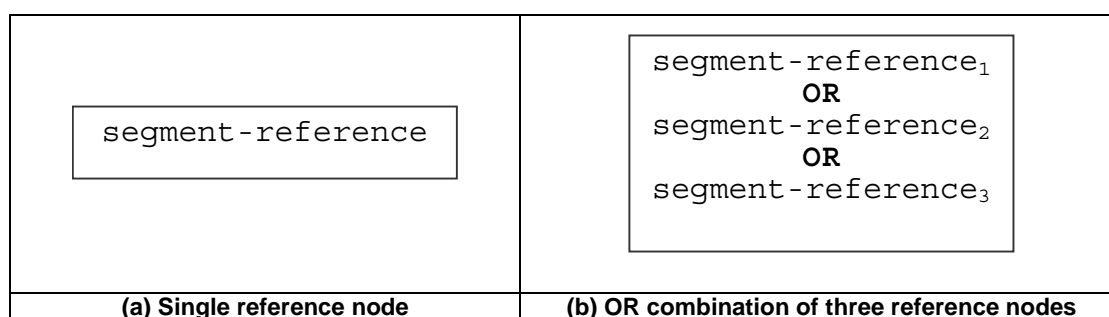 segment-reference
segment-reference₁
OR
segment-reference₂
OR
segment-reference₃
(a) Single reference node
(b) OR combination of three reference nodes